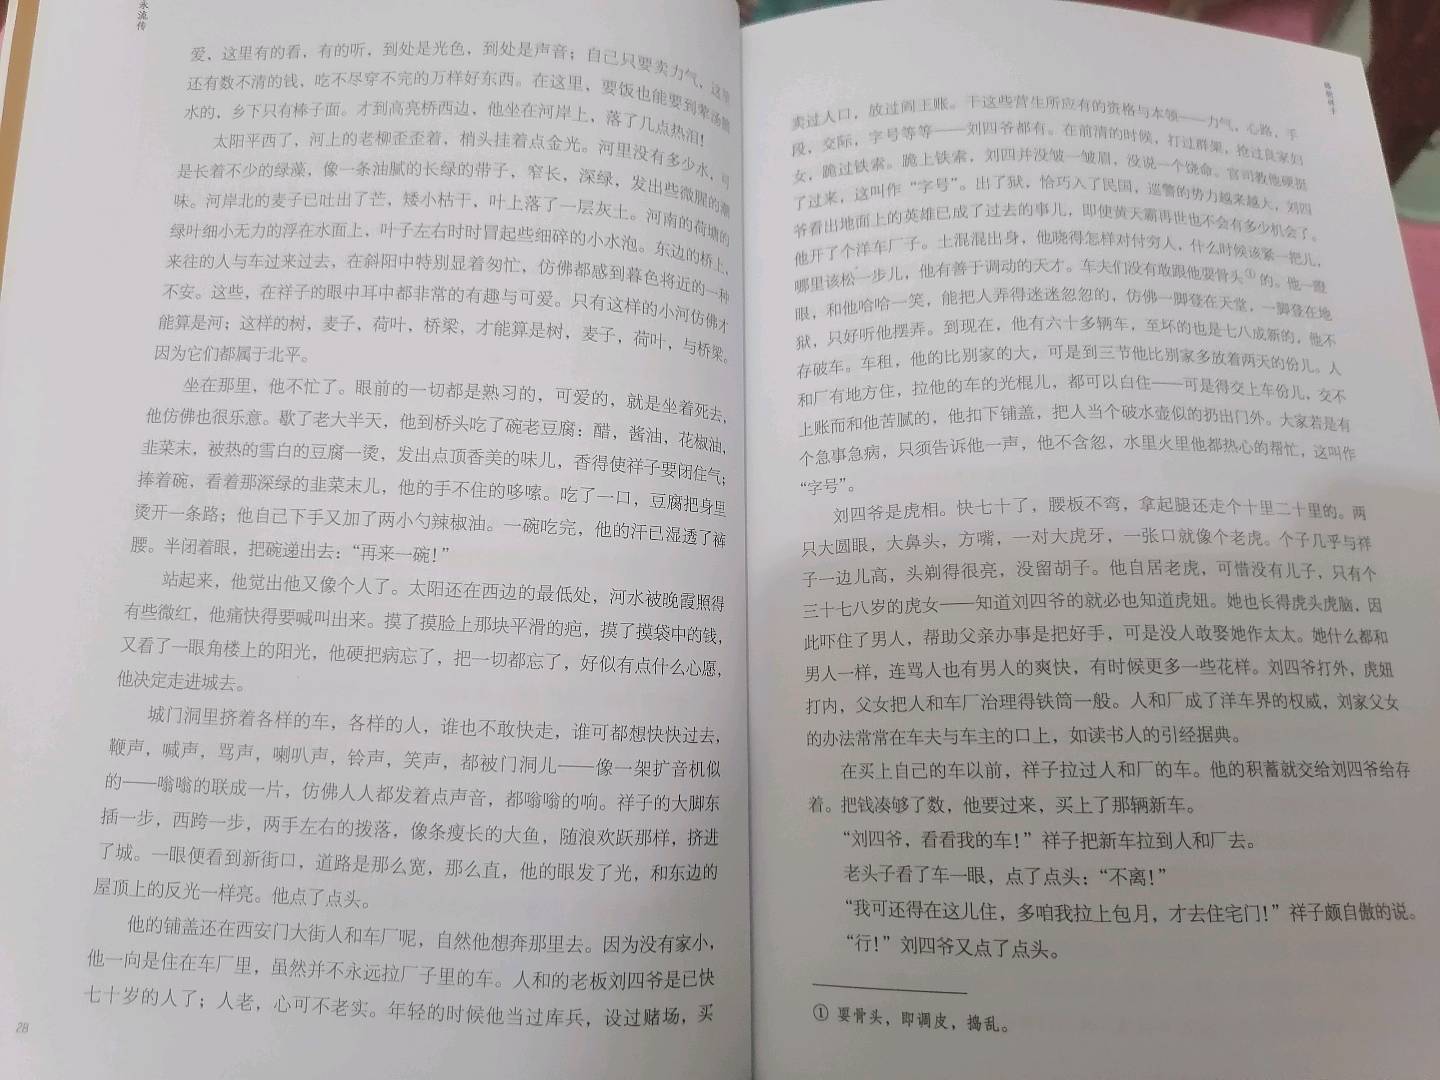 永流传
爱，这里有的看，有的听，到处是光色，到处是声音；自己只要卖力气，这里
还有数不清的钱，吃不尽穿不完的万样好东西。在这里，要饭也能要到荤汤腊
水的，乡下只有棒子面。才到高亮桥西边，他坐在河岸上，落了几点热泪！
太阳平西了，河上的老柳歪歪着，梢头挂着点金光。河里没有多少水，可
是长着不少的绿藻，像一条油腻的长绿的带子，窄长，深绿，发出些微腥的潮
味。河岸北的麦子已吐出了芒，矮小枯干，叶上落了一层灰土。河南的荷塘的
绿叶细小无力的浮在水面上，叶子左右时时冒起些细碎的小水泡。东边的桥上，
来往的人与车过来过去，在斜阳中特别显着匆忙，仿佛都感到暮色将近的一种
不安。这些，在祥子的眼中耳中都非常的有趣与可爱。只有这样的小河仿佛才
能算是河；这样的树，麦子，荷叶，桥梁，才能算是树，麦子，荷叶，与桥梁。
因为它们都属于北平。
坐在那里，他不忙了。眼前的一切都是熟习的，可爱的，就是坐着死去，
他仿佛也很乐意。歇了老大半天，他到桥头吃了碗老豆腐：醋，酱油，花椒油，
韭菜末，被热的雪白的豆腐一烫，发出点顶香美的味儿，香得使祥子要闭住气；
捧着碗，看着那深绿的韭菜末儿，他的手不住的哆嗦。吃了一口，豆腐把身里
烫开一条路；他自己下手又加了两小勺辣椒油。一碗吃完，他的汗已湿透了裤
腰。半闭着眼，把碗递出去：“再来一碗！”
站起来，他觉出他又像个人了。太阳还在西边的最低处，河水被晚霞照得
有些微红，他痛快得要喊叫出来。摸了摸脸上那块平滑的疤，摸了摸袋中的钱，
又看了一眼角楼上的阳光，他硬把病忘了，把一切都忘了，好似有点什么心愿，
他决定走进城去。
城门洞里挤着各样的车，各样的人，谁也不敢快走，谁可都想快快过去，
鞭声，喊声，骂声，喇叭声，铃声，笑声，都被门洞儿——像一架扩音机似
的——嗡嗡的联成一片，仿佛人人都发着点声音，都嗡嗡的响。祥子的大脚东
插一步，西跨一步，两手左右的拨落，像条瘦长的大鱼，随浪欢跃那样，挤进
了城。一眼便看到新街口，道路是那么宽，那么直，他的眼发了光，和东边的
屋顶上的反光一样亮。他点了点头。
他的铺盖还在西安门大街人和车厂呢，自然他想奔那里去。因为没有家小，
他一向是住在车厂里，虽然并不永远拉厂子里的车。人和的老板刘四爷是已快
七十岁的人了；人老，心可不老实。年轻的时候他当过库兵，设过赌场，买
28
骆驼祥子
卖过人口，放过阎王账。干这些营生所应有的资格与本领——力气，心路，手
段，交际，字号等等——刘四爷都有。在前清的时候，打过群架，抢过良家妇
女，跪过铁索。跪上铁索，刘四并没皱一皱眉，没说一个饶命。官司教他硬挺
了过来，这叫作“字号”。出了狱，恰巧入了民国，巡警的势力越来越大，刘四
爷看出地面上的英雄已成了过去的事儿，即使黄天霸再世也不会有多少机会了。
他开了个洋车厂子。土混混出身，他晓得怎样对付穷人，什么时候该紧一把儿，
哪里该松一步儿，他有善于调动的天才。车夫们没有敢跟他耍骨头①的。他一瞪
眼，和他哈哈一笑，能把人弄得迷迷忽忽的，仿佛一脚登在天堂，一脚登在地
狱，只好听他摆弄。到现在，他有六十多辆车，至坏的也是七八成新的，他不
存破车。车租，他的比别家的大，可是到三节他比别家多放着两天的份儿。人
和厂有地方住，拉他的车的光棍儿，都可以白住——可是得交上车份儿，交不
上账而和他苦腻的，他扣下铺盖，把人当个破水壶似的扔出门外。大家若是有
个急事急病，只须告诉他一声，他不含忽，水里火里他都热心的帮忙，这叫作
“字号”。
刘四爷是虎相。快七十了，腰板不弯，拿起腿还走个十里二十里的。两
只大圆眼，大鼻头，方嘴，一对大虎牙，一张口就像个老虎。个子几乎与祥
子一边儿高，头剃得很亮，没留胡子。他自居老虎，可惜没有儿子，只有个
三十七八岁的虎女——知道刘四爷的就必也知道虎妞。她也长得虎头虎脑，因
此吓住了男人，帮助父亲办事是把好手，可是没人敢娶她作太太。她什么都和
男人一样，连骂人也有男人的爽快，有时候更多一些花样。刘四爷打外，虎妞
打内，父女把人和车厂治理得铁筒一般。人和厂成了洋车界的权威，刘家父女
的办法常常在车夫与车主的口上，如读书人的引经据典。
在买上自己的车以前，祥子拉过人和厂的车。他的积蓄就交给刘四爷给存
着。把钱凑够了数，他要过来，买上了那辆新车。
“刘四爷，看看我的车！”祥子把新车拉到人和厂去。
老头子看了车一眼，点了点头：“不离！”
“我可还得在这儿住，多咱我拉上包月，才去住宅门！”祥子颇自傲的说。
“行！”刘四爷又点了点头。
① 耍骨头，即调皮，捣乱。